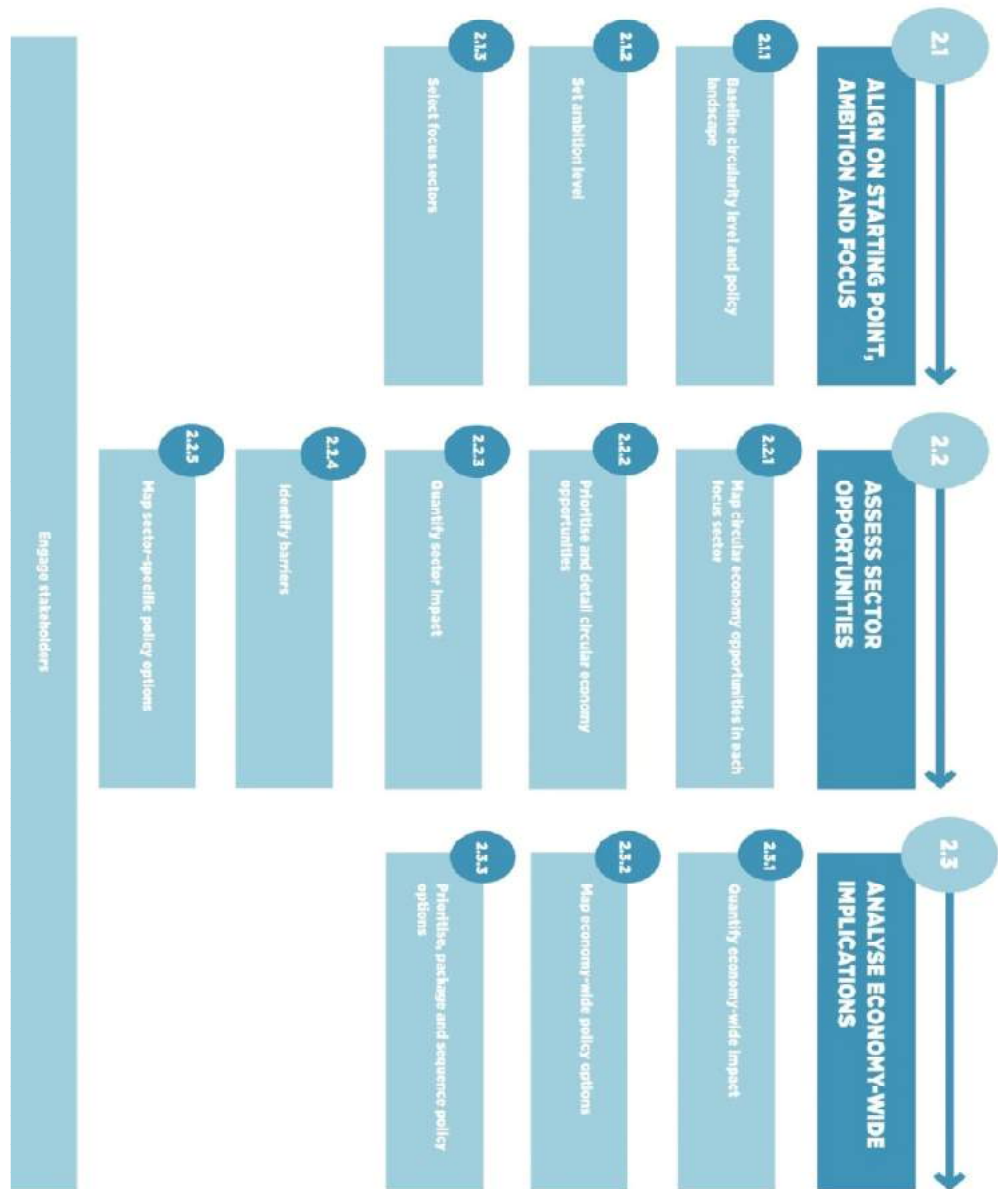 2.1
ALIGN ON STARTING POINT,
AMBITION AND FOCUS
2.1.1
Baseline circularity level and policy
landscape
2.1.2
Set ambition level
2.1.3
Select focus sectors
2.2
ASSESS SECTOR
OPPORTUNITIES
2.2.1
Map circular economy opportunities in each
focus sector
2.2.2
Prioritise and detail circular economy
opportunities
2.2.3
Quantify sector impact
2.2.4
Identify barriers
2.2.5
Map sector-specific policy options
2.3
ANALYSE ECONOMY-WIDE
IMPLICATIONS
2.3.1
Quantify economy-wide impact
2.3.2
Map economy-wide policy options
2.3.3
Prioritise, package and sequence policy
options
Engage stakeholders